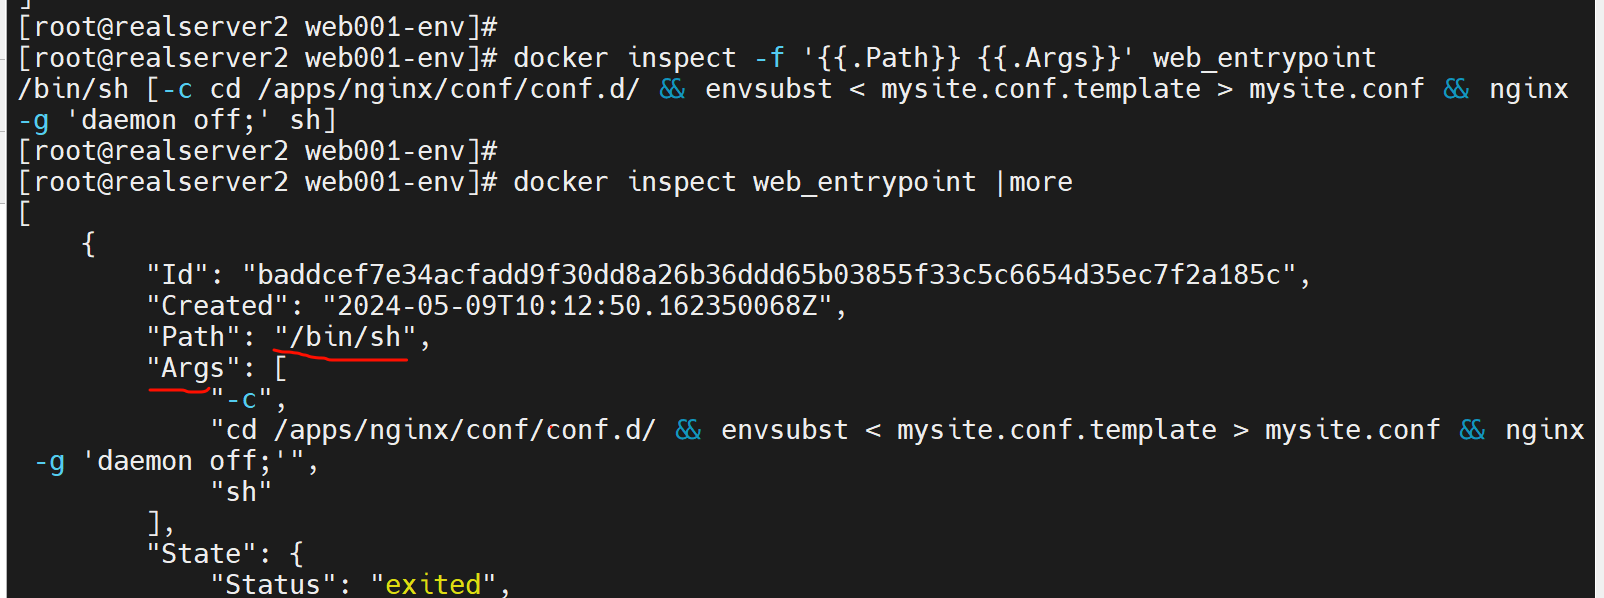 ]
[root@realserver2 web001-env]#
[root@realserver2 web001-env]# docker inspect -f '{{.Path}} {{.Args}}' web_entrypoint
/bin/sh [-c cd /apps/nginx/conf/conf.d/ && envsubst < mysite.conf.template > mysite.conf && nginx
-g 'daemon off;' sh]
[root@realserver2 web001-env]#
[root@realserver2 web001-env]# docker inspect web_entrypoint |more
[
    {
        "Id": "baddcef7e34acfadd9f30dd8a26b36ddd65b03855f33c5c6654d35ec7f2a185c",
        "Created": "2024-05-09T10:12:50.162350068Z",
        "Path": "/bin/sh",
        "Args": [
            "-c",
            "cd /apps/nginx/conf/conf.d/ && envsubst < mysite.conf.template > mysite.conf && nginx
 -g 'daemon off;'",
            "sh"
        ],
        "State": {
            "Status": "exited",